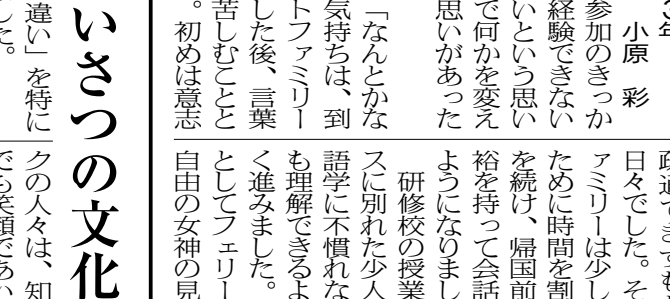 3年
小原　彩
参加のきっか
経験できない
いという思い
で何かを変え
思いがあった
「なんとかな
気持ちは、到
トファミリー
した後、言葉
苦しむことと
。初めは意志
疎通できても
日々でした。そ
ァミリーは少し
ために時間を割
を続け、帰国前
裕を持って会話
ようになりまし
研修校の授業
スに別れた少人
語学に不慣れな
も理解できるよ
く進みました。
としてフェリー
自由の女神の見
いさつの文化
違い」を特に
した。
クの人々は、知
でも笑顔であい